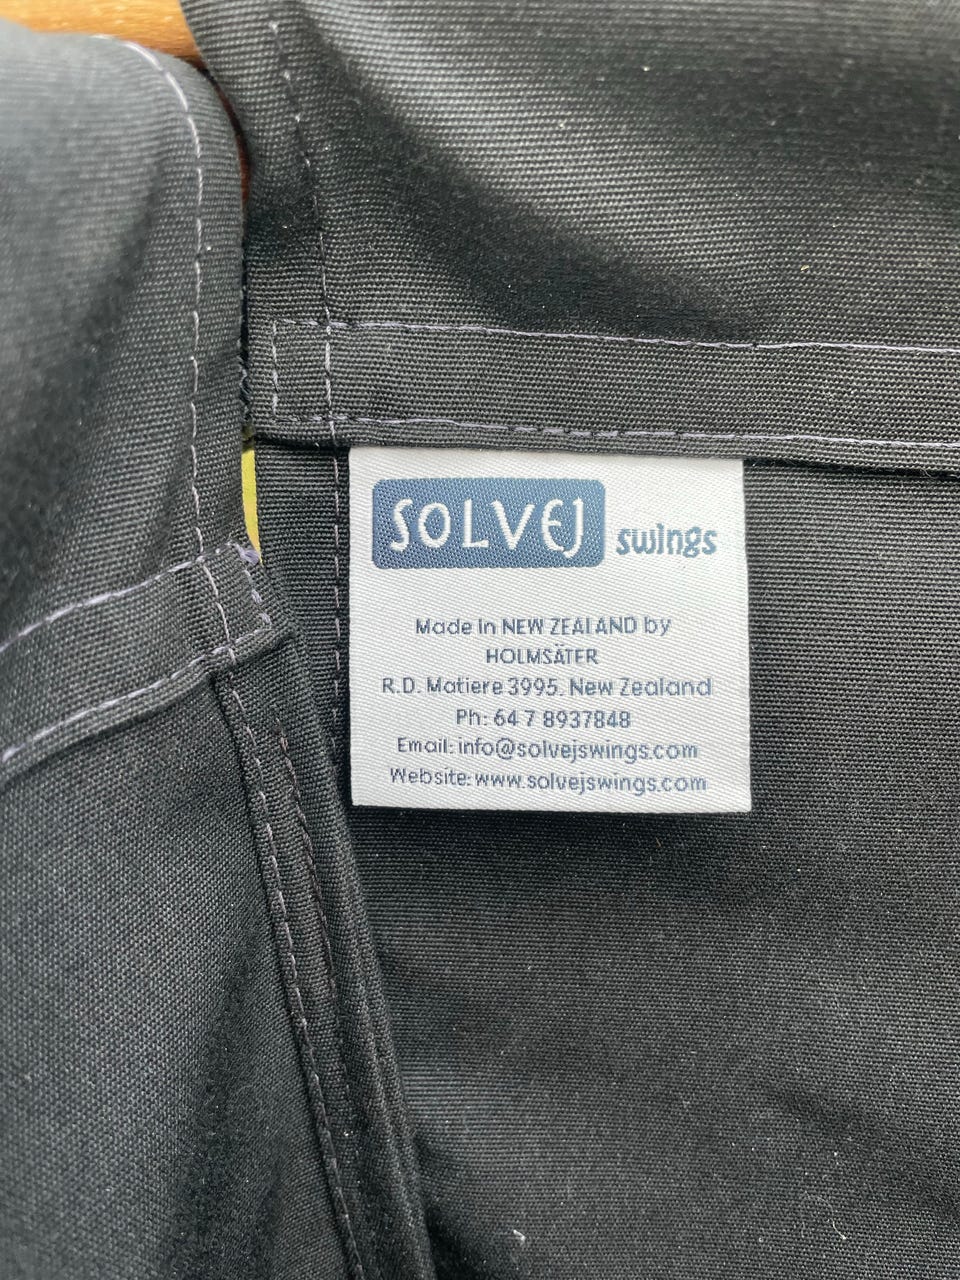 SOLVEJ swings
Made in NEW ZEALAND by
HOLMSÄTER
R.D. Matiere 3995. New Zealand
Ph: 64 7 8937848
Email: info@solvejswings.com
Website: www.solvejswings.com